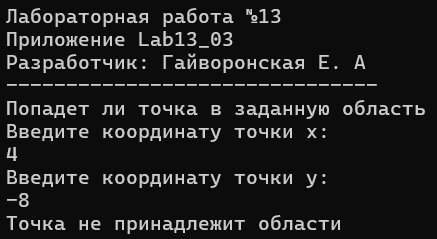 Лабораторная работа №13
Приложение Lab13_03
Разработчик: Гайворонская Е. А
--------------------------------
Попадет ли точка в заданную область
Введите координату точки x:
4
Введите координату точки y:
-8
Точка не принадлежит области